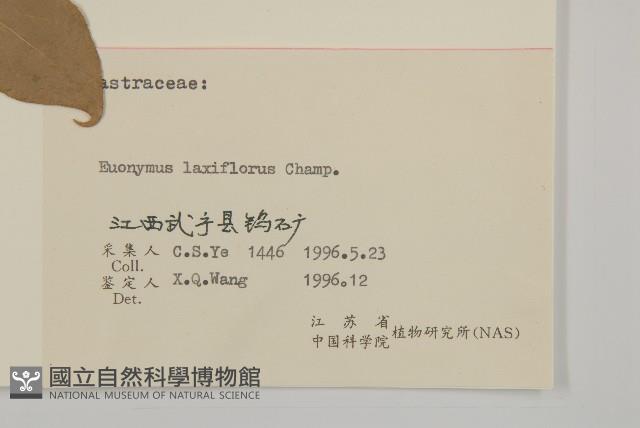 astraceae:
Euonymus laxiflorus Champ.
江西武宁县钨矿
采集人 C.S.Ye 1446 1996.5.23
Coll.
鉴定人 X.Q.Wang 1996.12
Det.
江苏省
中国科学院 植物研究所(NAS)
國立自然科學博物館
NATIONAL MUSEUM OF NATURAL SCIENCE